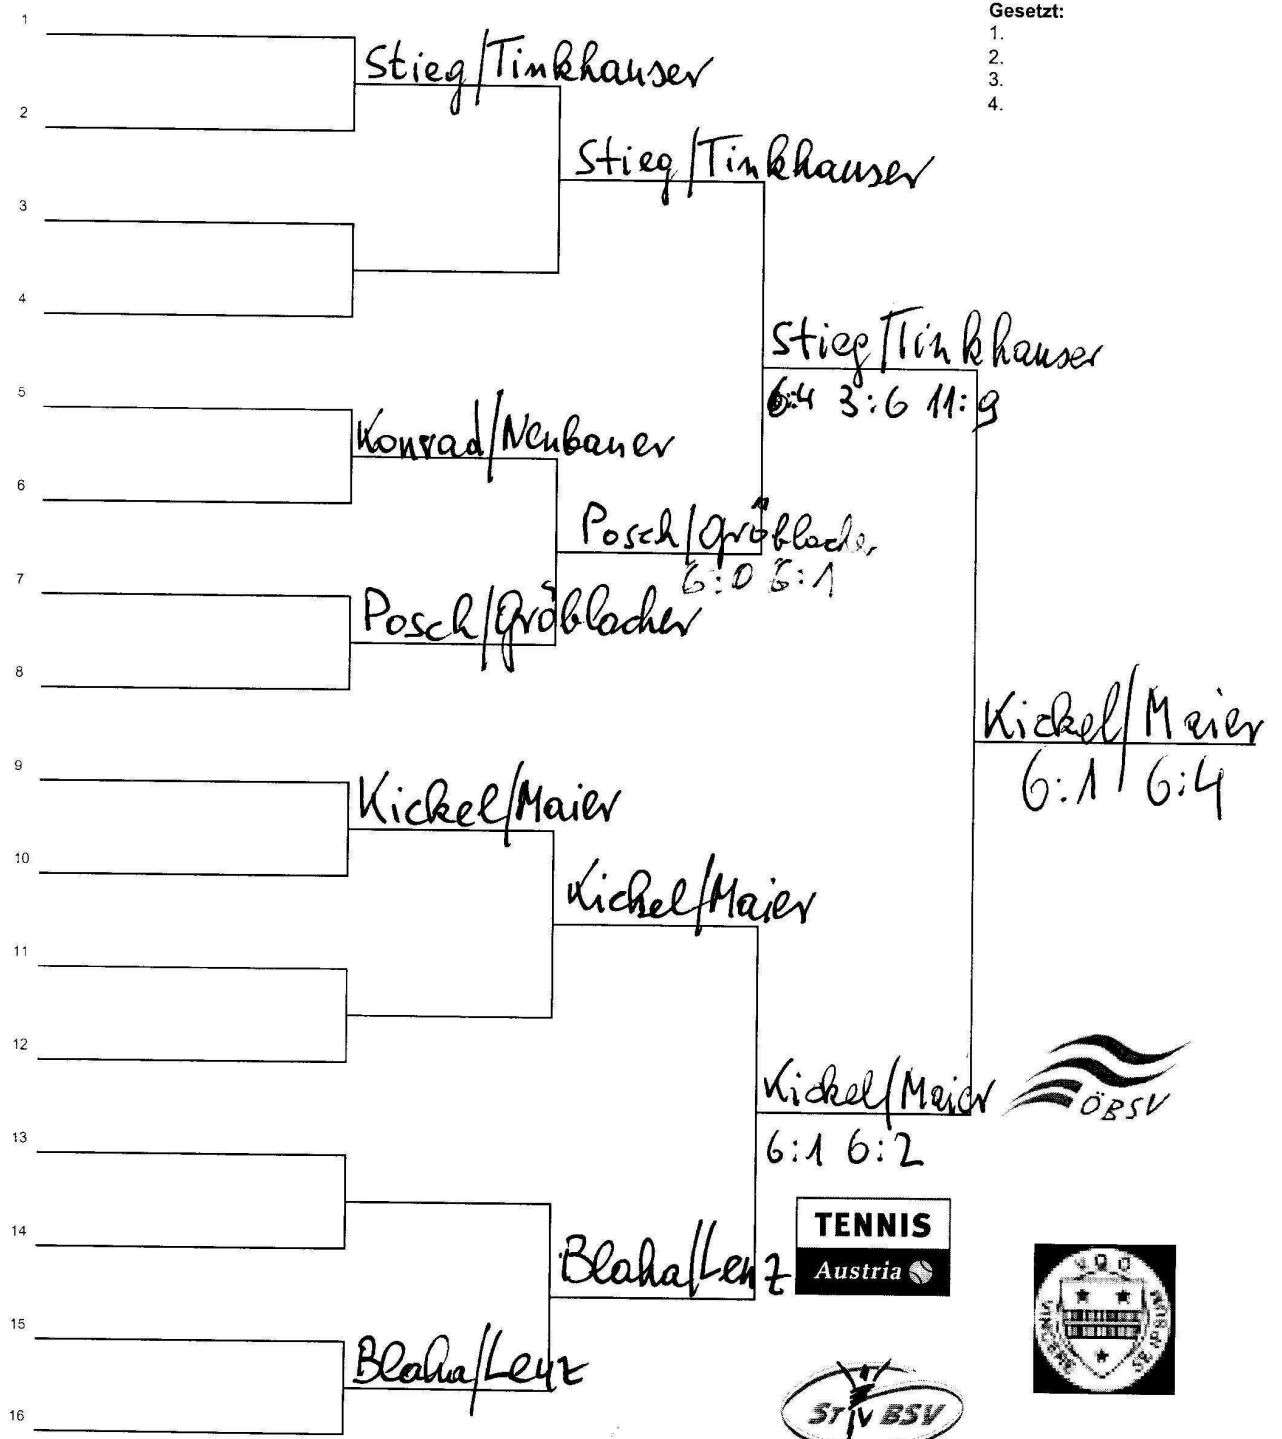 Gesetzt:
1.
2.
3.
4.
1
Stieg/Tinkhauser
2
Stieg/Tinkhauser
3
4
Stieg/Tinkhauser
6:4 3:6 11:9
5
Konrad/Neubauer
6
Posch/Gröblacher
6:0 6:1
7
Posch/Gröblacher
8
Kickel/Maier
6:1 6:4
9
Kickel/Maier
10
Kickel/Maier
11
12
Kickel/Maier
ÖBSV
6:1 6:2
13
14
TENNIS
Austria
Blaha/Lenz
15
Blaha/Lenz
16
St V BSV
VINCERE